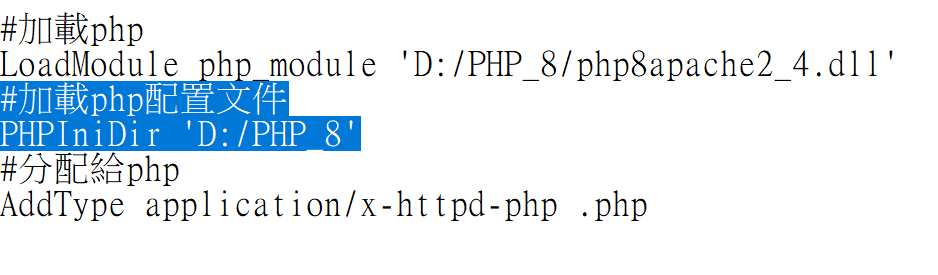 #加載php
LoadModule php_module 'D:/PHP_8/php8apache2_4.dll'
#加載php配置文件
PHPIniDir 'D:/PHP_8'
#分配給php
AddType application/x-httpd-php .php